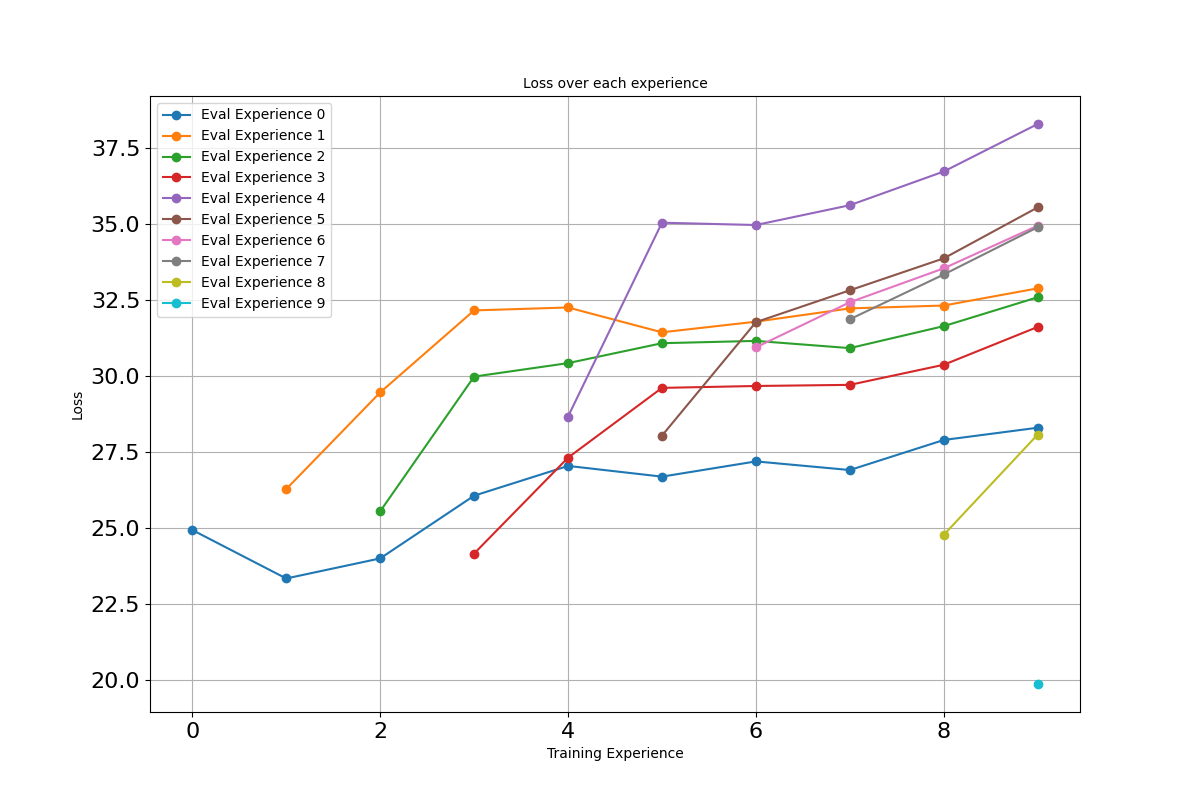 Loss over each experience
Eval Experience 0
Eval Experience 1
Eval Experience 2
Eval Experience 3
Eval Experience 4
Eval Experience 5
Eval Experience 6
Eval Experience 7
Eval Experience 8
Eval Experience 9
37.5
35.0
32.5
30.0
27.5
25.0
22.5
20.0
Loss
0 2 4 6 8
Training Experience